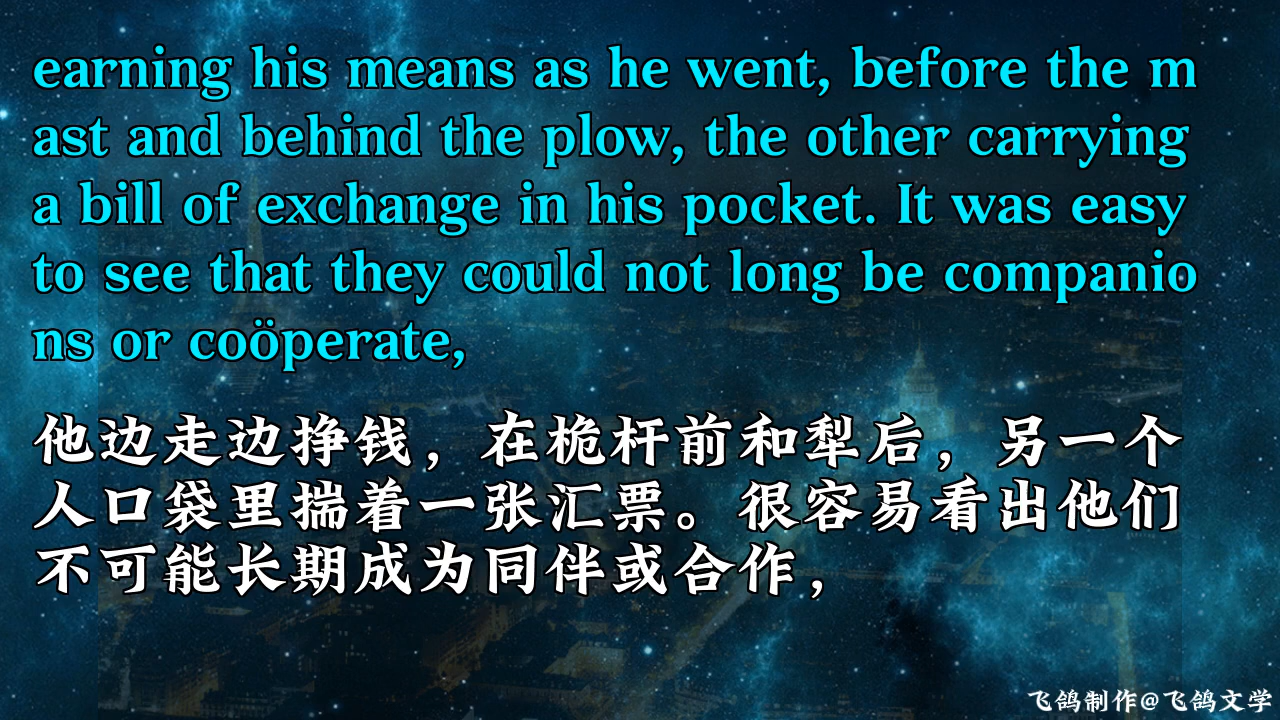 earning his means as he went, before the m
ast and behind the plow, the other carrying
a bill of exchange in his pocket. It was easy
to see that they could not long be companio
ns or coöperate,
他边走边挣钱，在桅杆前和犁后，另一个
人口袋里揣着一张汇票。很容易看出他们
不可能长期成为同伴或合作，
飞鸽制作@飞鸽文学